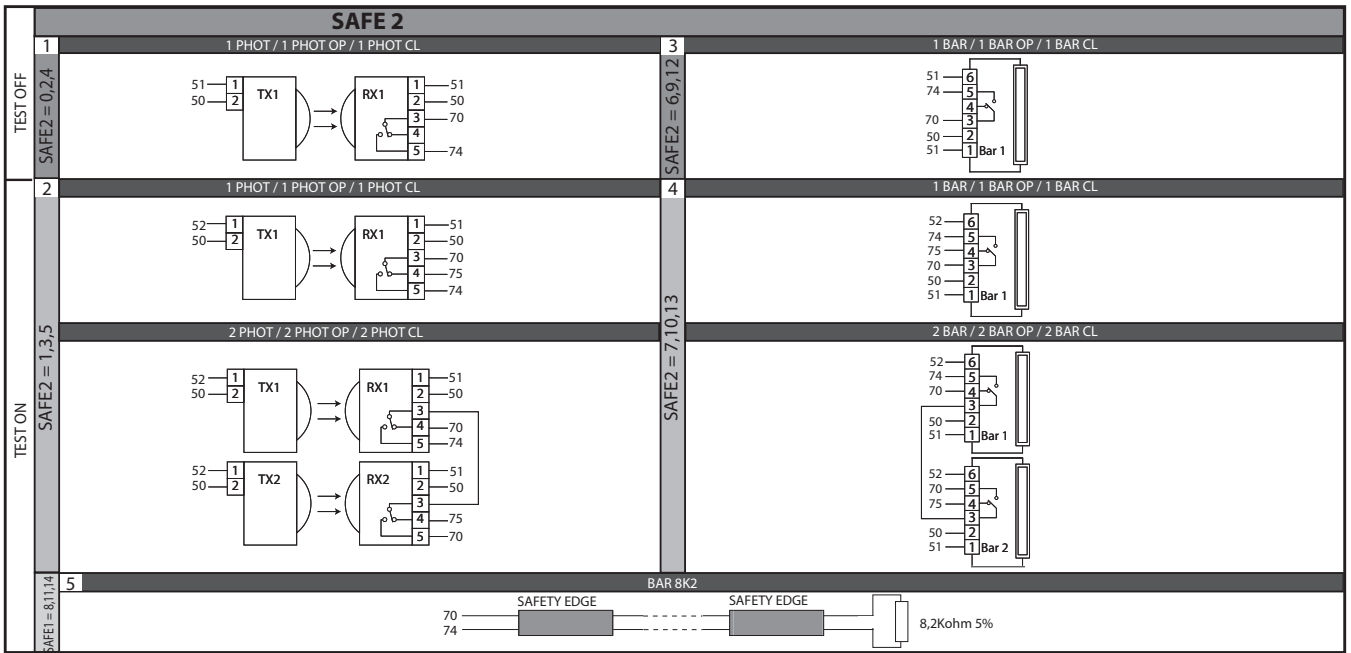 SAFE 2
TEST OFF
1
SAFE2 = 0,2,4
1 PHOT / 1 PHOT OP / 1 PHOT CL
51 1 TX1 RX1 1 51
50 2 2 50
3 70
4
5 74
3
SAFE2 = 6,9,12
1 BAR / 1 BAR OP / 1 BAR CL
51 6
74 5
4
70 3
50 2
51 1 Bar 1
TEST ON
2
SAFE2 = 1,3,5
1 PHOT / 1 PHOT OP / 1 PHOT CL
52 1 TX1 RX1 1 51
50 2 2 50
3 70
4 75
5 74
2 PHOT / 2 PHOT OP / 2 PHOT CL
52 1 TX1 RX1 1 51
50 2 2 50
3
4 70
5 74
52 1 TX2 RX2 1 51
50 2 2 50
3
4 75
5 70
4
SAFE2 = 7,10,13
1 BAR / 1 BAR OP / 1 BAR CL
52 6
74 5
75 4
70 3
50 2
51 1 Bar 1
2 BAR / 2 BAR OP / 2 BAR CL
52 6
74 5
70 4
3
50 2
51 1 Bar 1
52 6
70 5
75 4
3
50 2
51 1 Bar 2
SAFE1 = 8,11,14
5
BAR 8K2
SAFETY EDGE SAFETY EDGE
70
74
8,2Kohm 5%